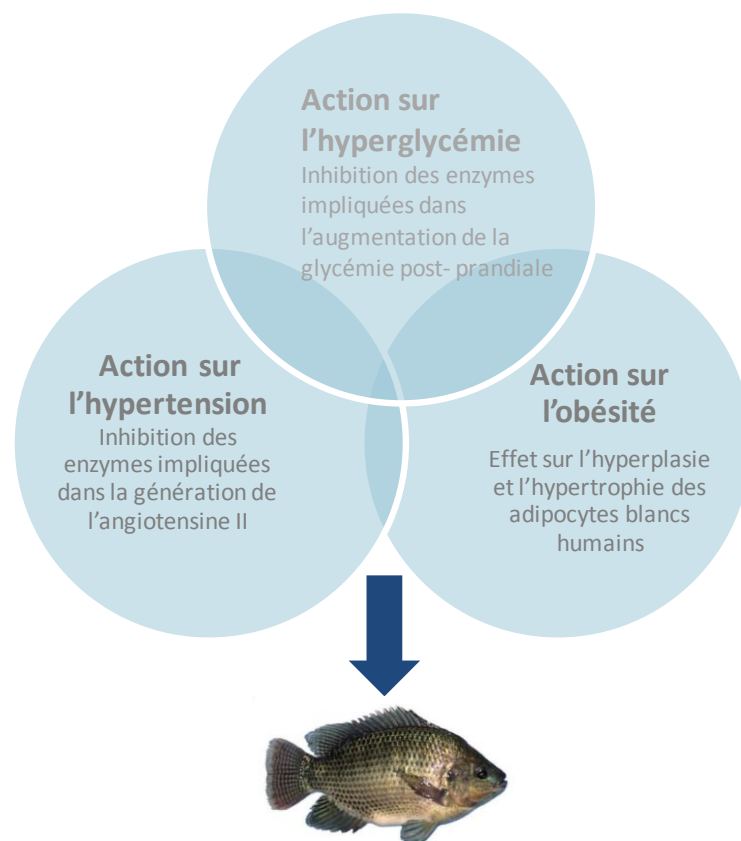 Action sur
l’hyperglycémie
Inhibition des enzymes
impliquées dans
l’augmentation de la
glycémie post- prandiale
Action sur
l’hypertension
Inhibition des
enzymes impliquées
dans la génération de
l’angiotensine II
Action sur
l’obésité
Effet sur l’hyperplasie
et l’hypertrophie des
adipocytes blancs
humains